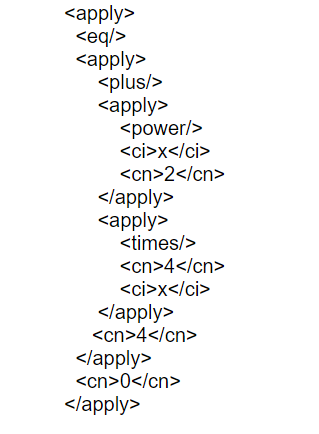 <apply>
<eq/>
<apply>
<plus/>
<apply>
<power/>
<ci>x</ci>
<cn>2</cn>
</apply>
<apply>
<times/>
<cn>4</cn>
<ci>x</ci>
</apply>
<cn>4</cn>
</apply>
<cn>0</cn>
</apply>